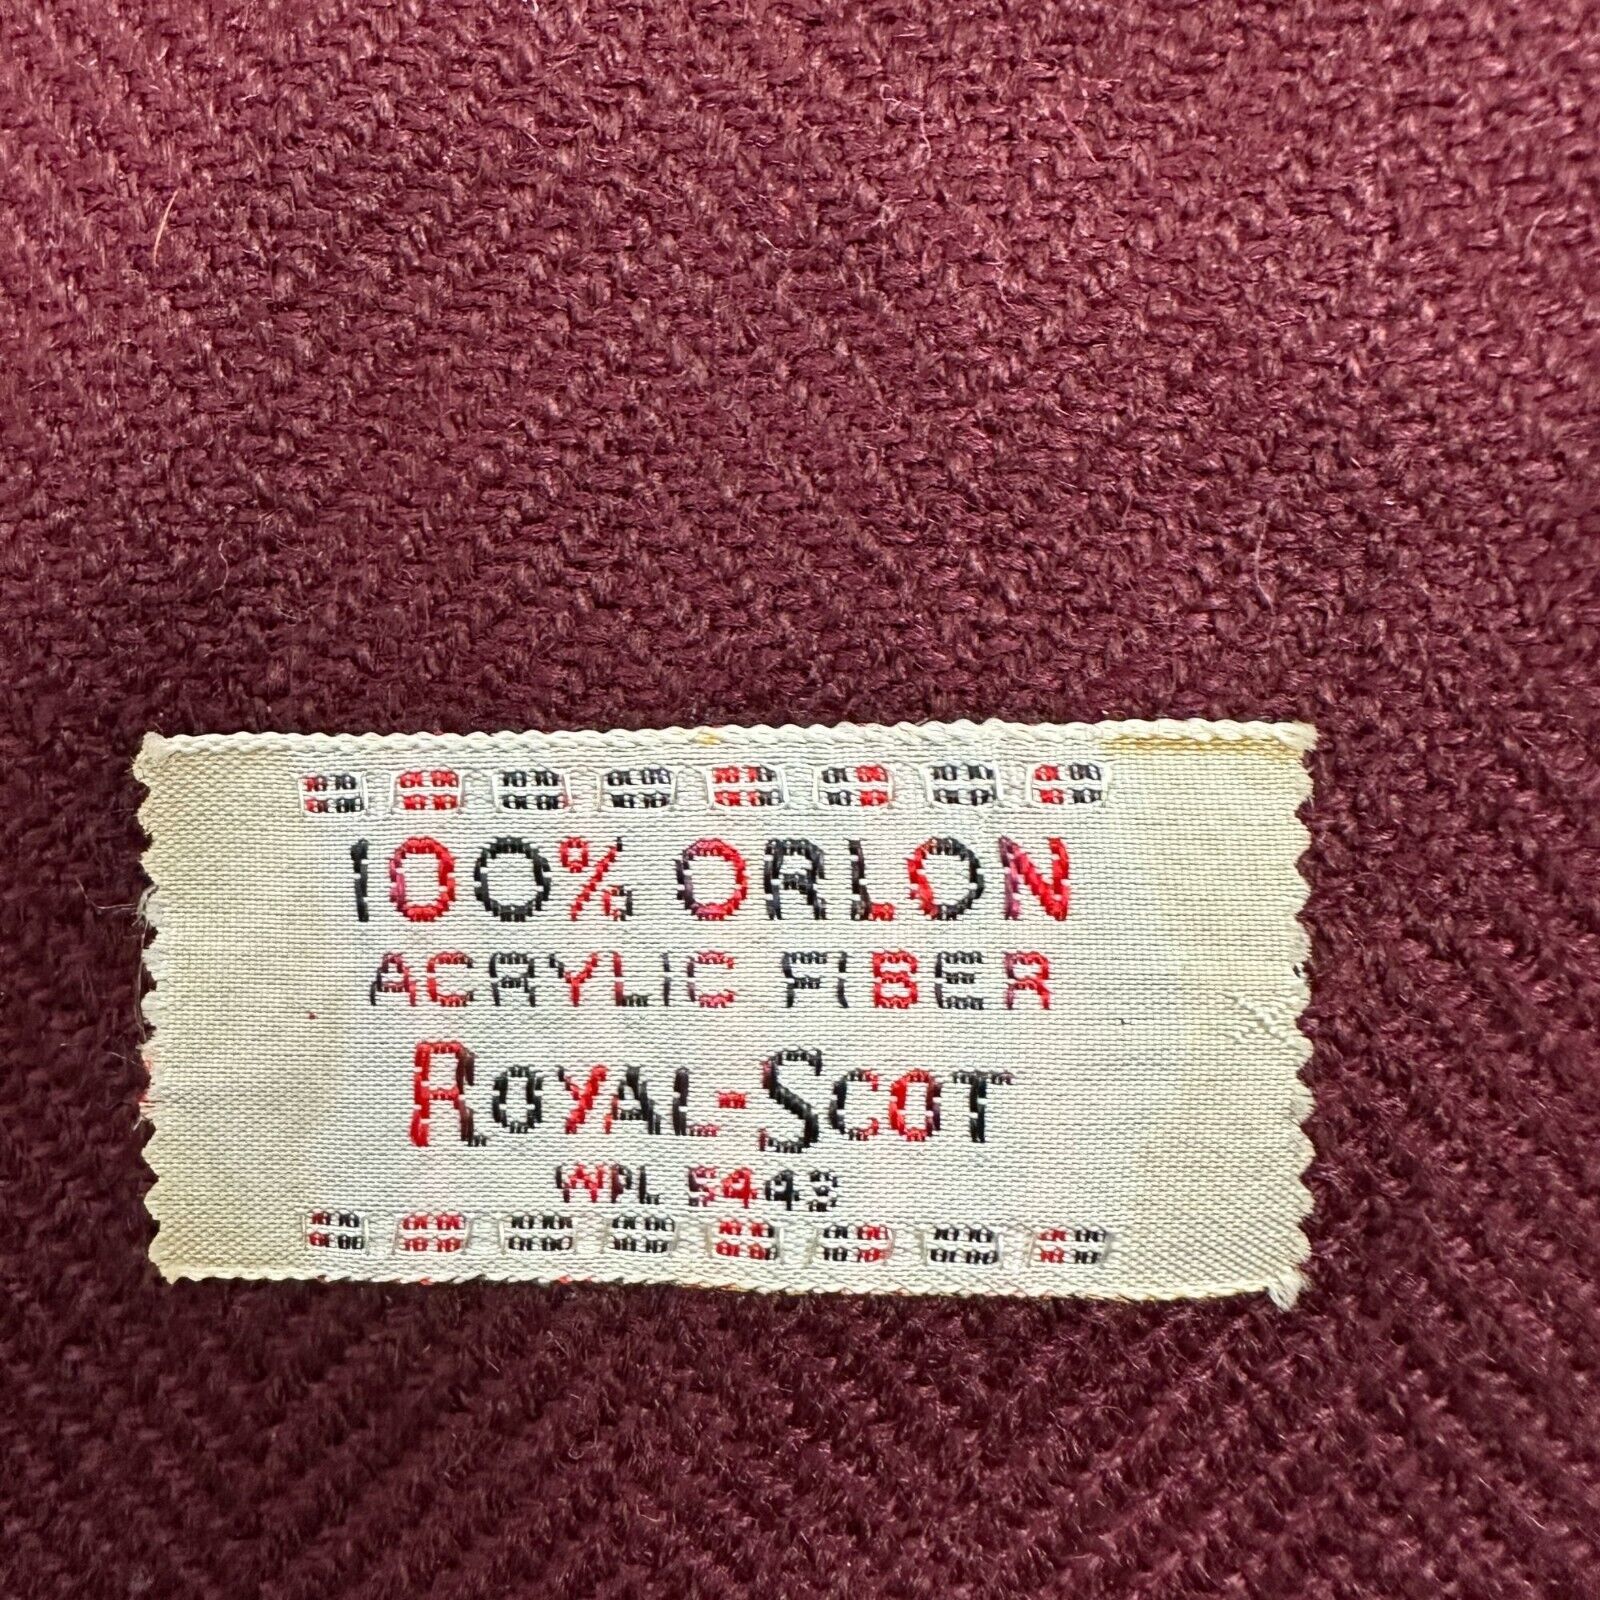 100% ORLON
ACRYLIC FIBER
ROYAL-SCOT
WPL 5443